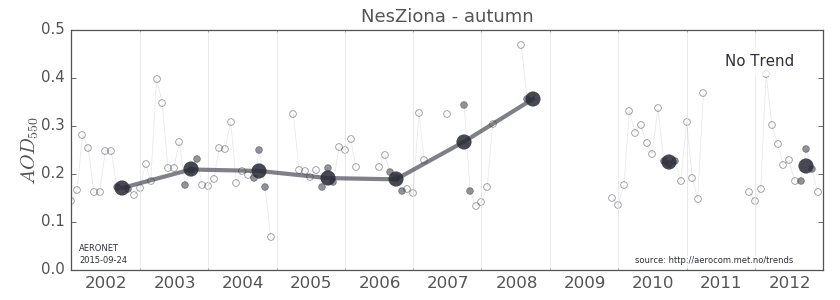 NesZiona - autumn
0.5
0.4
0.3
0.2
0.1
0.0
AOD550
No Trend
AERONET
2015-09-24
source: http://aerocom.met.no/trends
2002 2003 2004 2005 2006 2007 2008 2009 2010 2011 2012